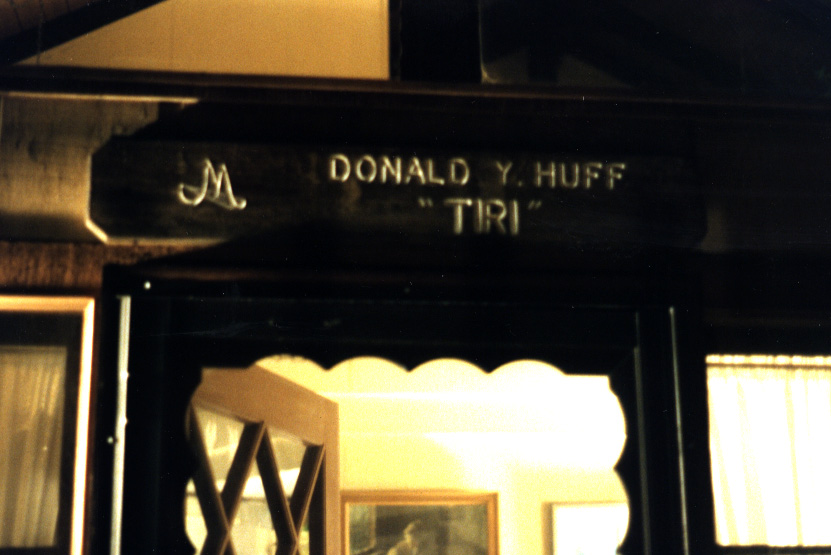 M DONALD Y. HUFF
"TIRI"